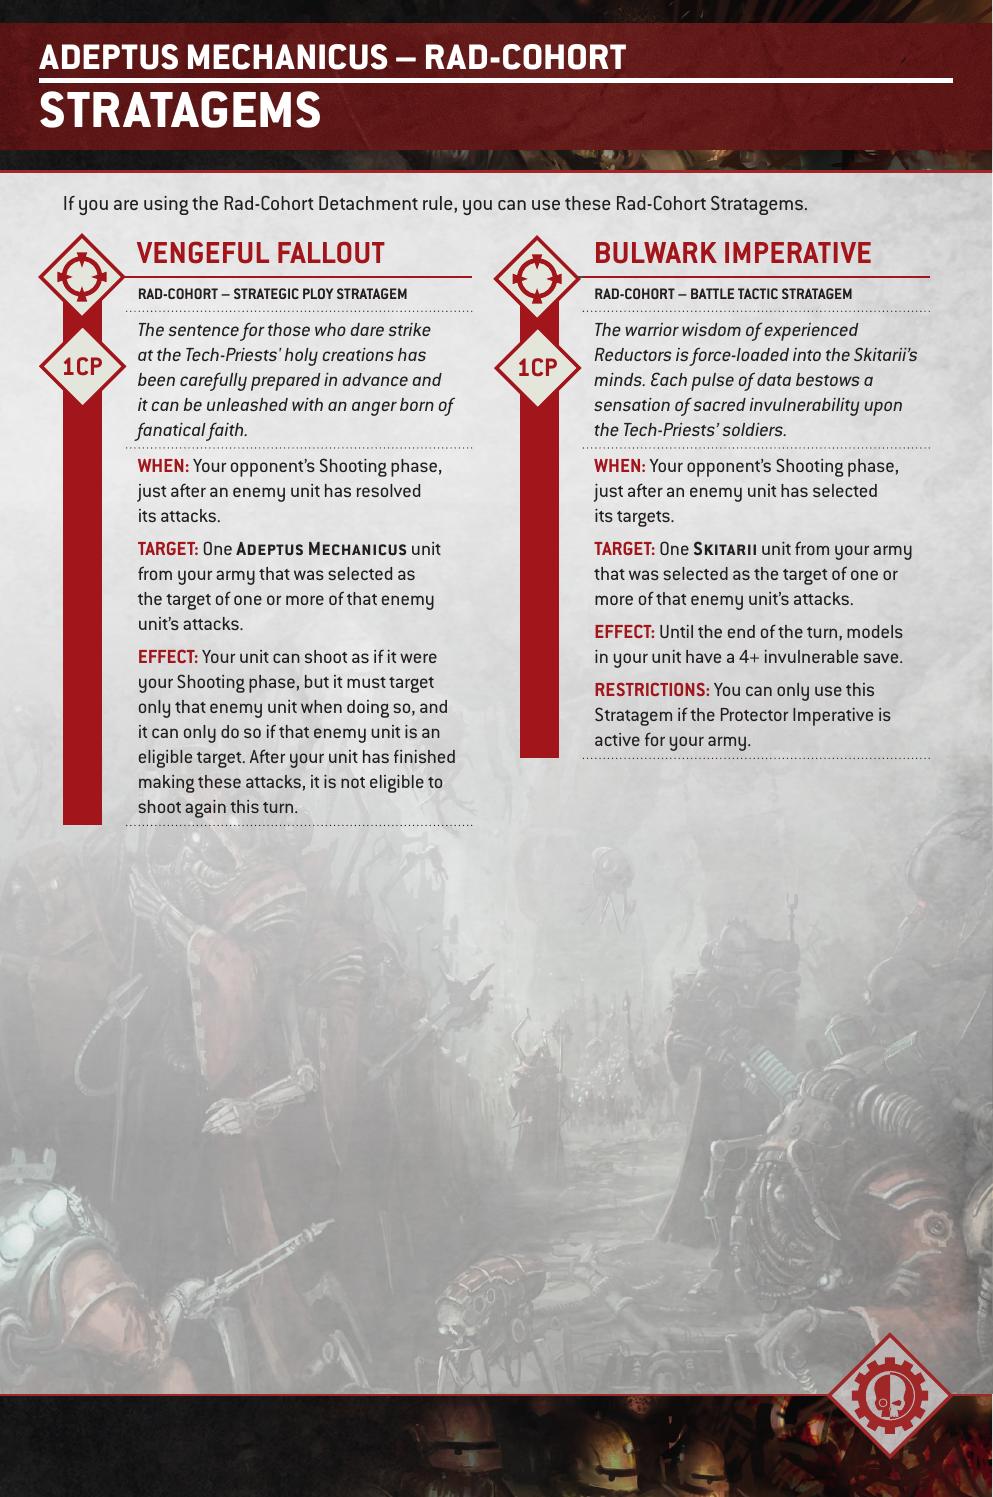 ADEPTUS MECHANICUS – RAD-COHORT
STRATAGEMS
If you are using the Rad-Cohort Detachment rule, you can use these Rad-Cohort Stratagems.
VENGEFUL FALLOUT
RAD-COHORT – STRATEGIC PLOY STRATAGEM
1CP
The sentence for those who dare strike
at the Tech-Priests' holy creations has
been carefully prepared in advance and
it can be unleashed with an anger born of
fanatical faith.
WHEN: Your opponent's Shooting phase,
just after an enemy unit has resolved
its attacks.
TARGET: One ADEPTUS MECHANICUS unit
from your army that was selected as
the target of one or more of that enemy
unit's attacks.
EFFECT: Your unit can shoot as if it were
your Shooting phase, but it must target
only that enemy unit when doing so, and
it can only do so if that enemy unit is an
eligible target. After your unit has finished
making these attacks, it is not eligible to
shoot again this turn.
BULWARK IMPERATIVE
RAD-COHORT – BATTLE TACTIC STRATAGEM
1CP
The warrior wisdom of experienced
Reductors is force-loaded into the Skitarii's
minds. Each pulse of data bestows a
sensation of sacred invulnerability upon
the Tech-Priests' soldiers.
WHEN: Your opponent's Shooting phase,
just after an enemy unit has selected
its targets.
TARGET: One SKITARII unit from your army
that was selected as the target of one or
more of that enemy unit's attacks.
EFFECT: Until the end of the turn, models
in your unit have a 4+ invulnerable save.
RESTRICTIONS: You can only use this
Stratagem if the Protector Imperative is
active for your army.